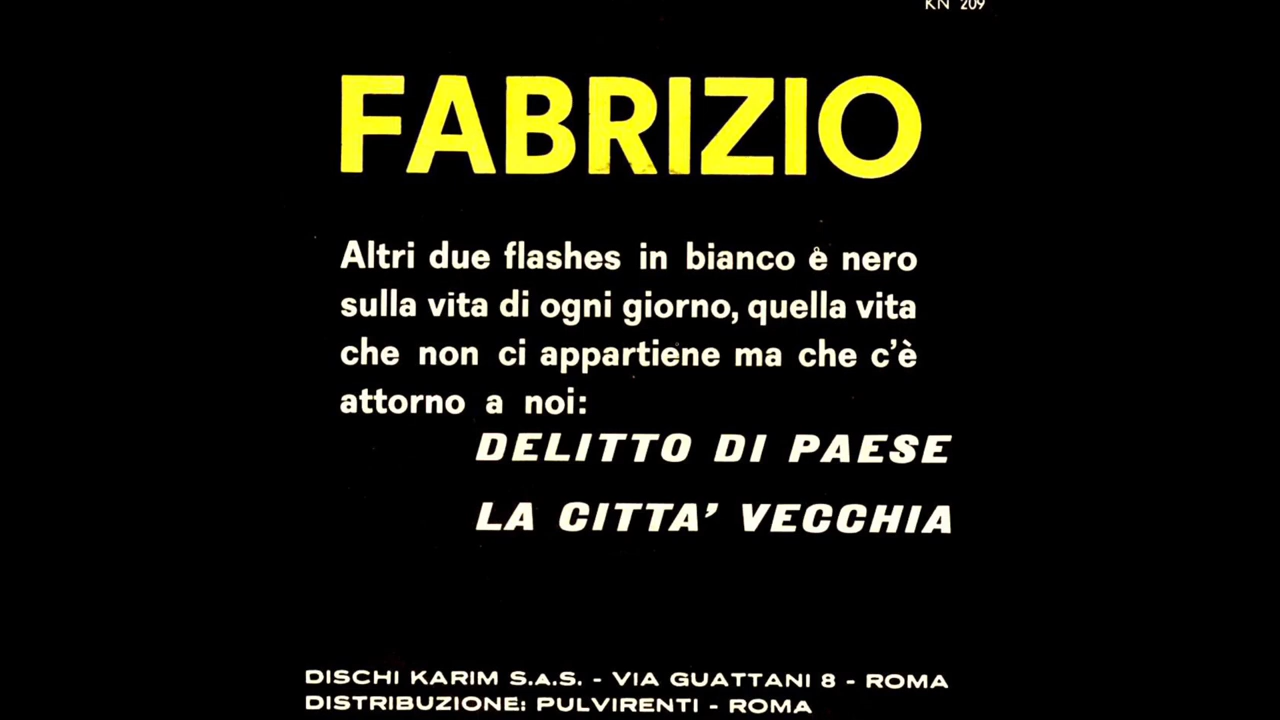 KN 209
FABRIZIO
Altri due flashes in bianco è nero
sulla vita di ogni giorno, quella vita
che non ci appartiene ma che c'è
attorno a noi:
DELITTO DI PAESE
LA CITTA' VECCHIA
DISCHI KARIM S.A.S. - VIA GUATTANI 8 - ROMA
DISTRIBUZIONE: PULVIRENTI - ROMA